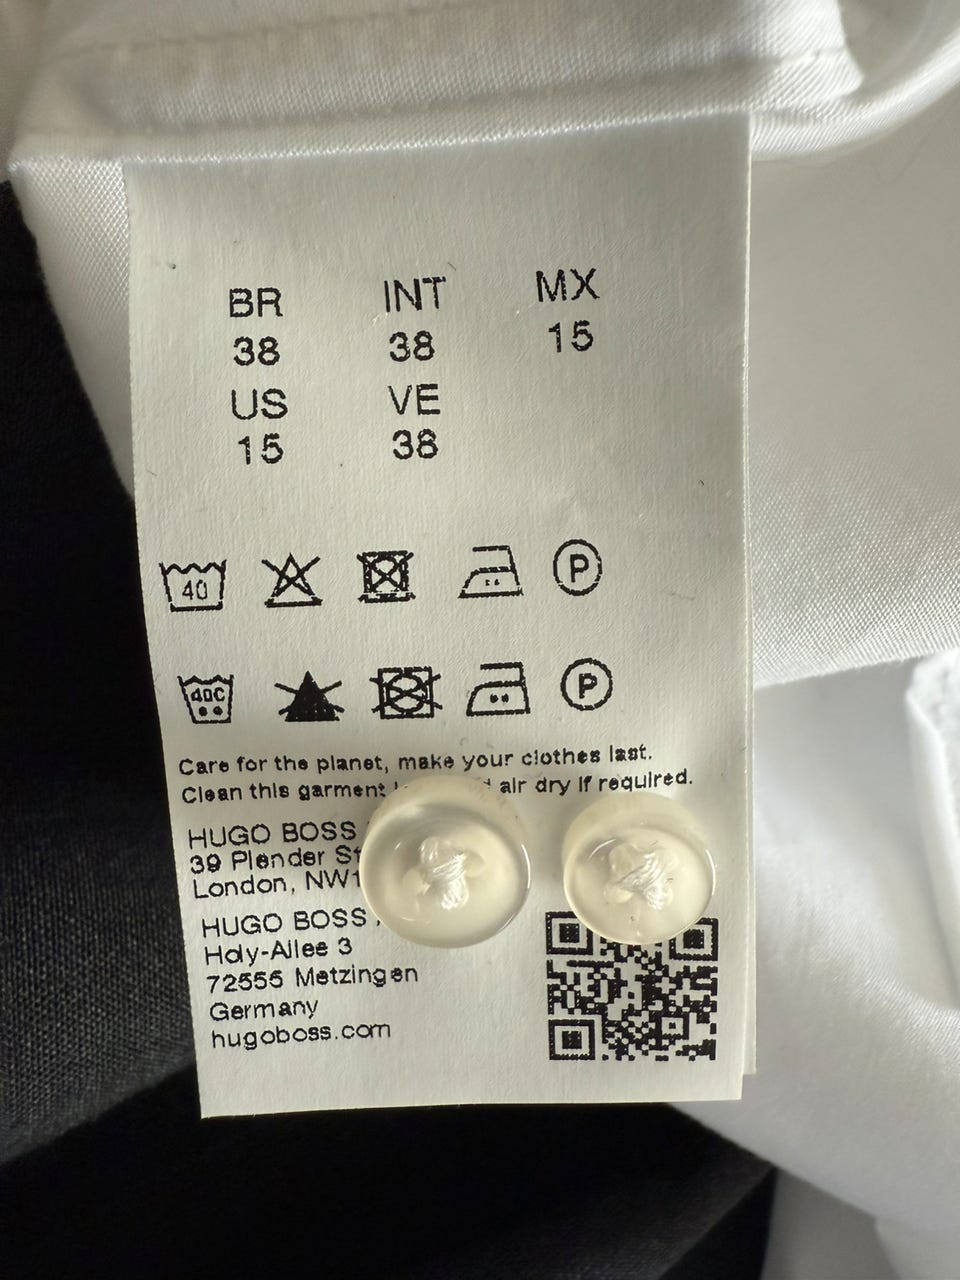 BR INT MX
38 38 15
US VE
15 38
40
P
40C
P
Care for the planet, make your clothes last.
Clean this garment air dry if required.
HUGO BOSS
39 Plender
London, NW1
HUGO BOSS
Holy-Allee 3
72555 Metzingen
Germany
hugoboss.com